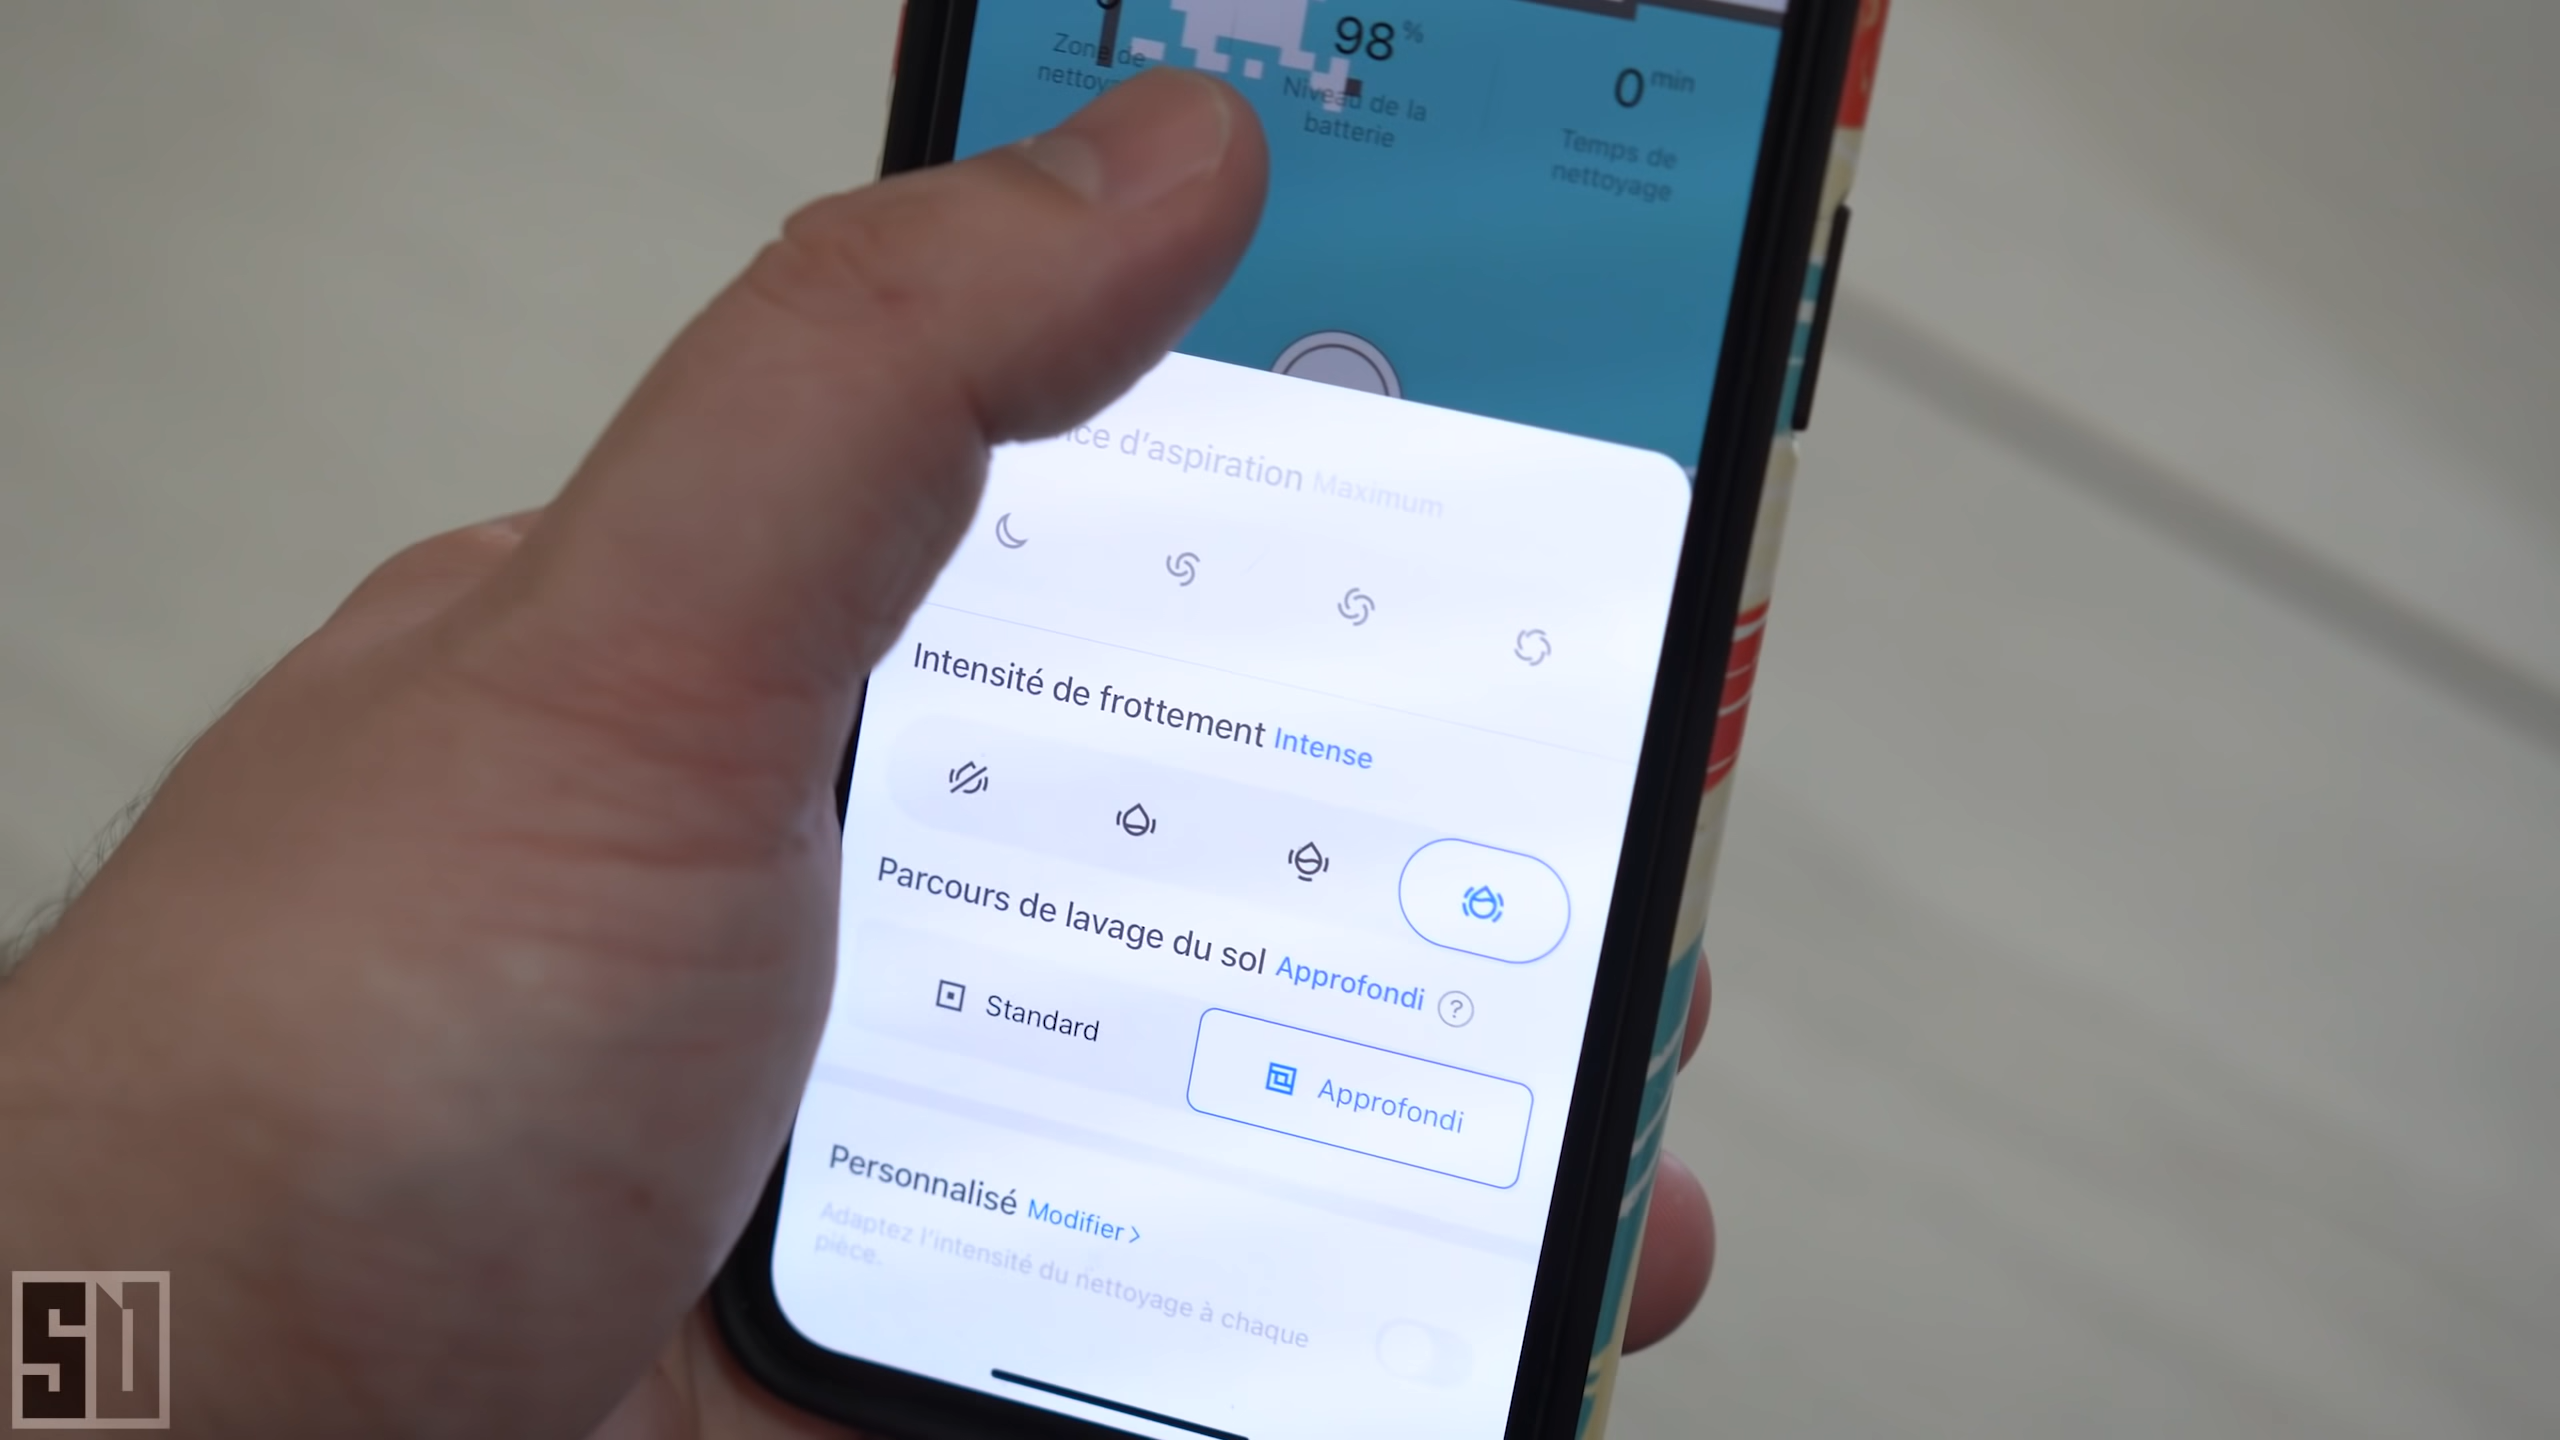 98 %
0 min
Zone de
Niveau de la
batterie
Temps de
nettoyage
d'aspiration Maximum
Intensité de frottement Intense
Parcours de lavage du sol Approfondi ?
Standard
Approfondi
Personnalisé Modifier >
Adaptez l'intensité du nettoyage à chaque
pièce.